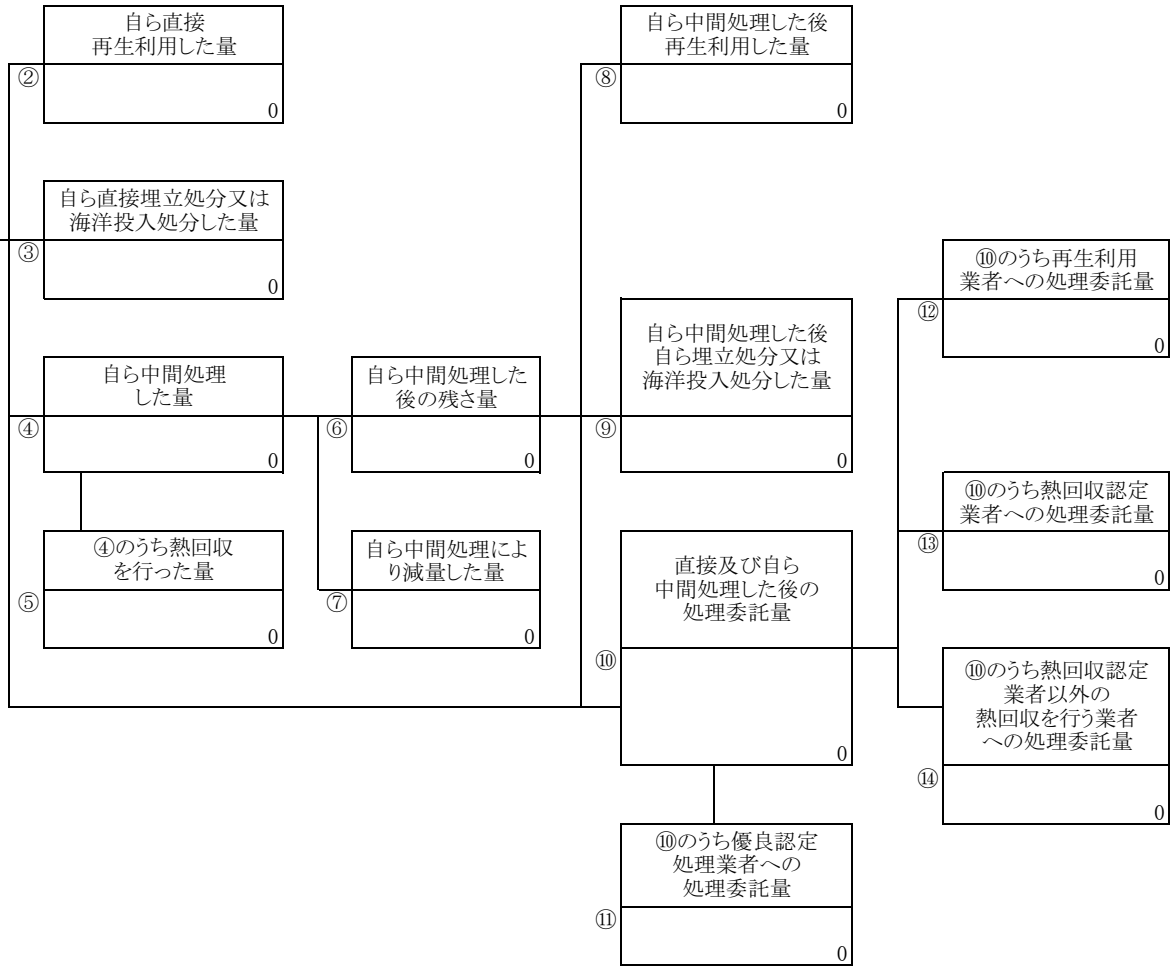 自ら直接
再生利用した量
②
0
自ら直接埋立処分又は
海洋投入処分した量
③
0
自ら中間処理
した量
④
0
④のうち熱回収
を行った量
⑤
0
自ら中間処理した
後の残さ量
⑥
0
自ら中間処理によ
り減量した量
⑦
0
自ら中間処理した後
再生利用した量
⑧
0
自ら中間処理した後
自ら埋立処分又は
海洋投入処分した量
⑨
0
直接及び自ら
中間処理した後の
処理委託量
⑩
0
⑩のうち優良認定
処理業者への
処理委託量
⑪
0
⑩のうち再生利用
業者への処理委託量
⑫
0
⑩のうち熱回収認定
業者への処理委託量
⑬
0
⑩のうち熱回収認定
業者以外の
熱回収を行う業者
への処理委託量
⑭
0